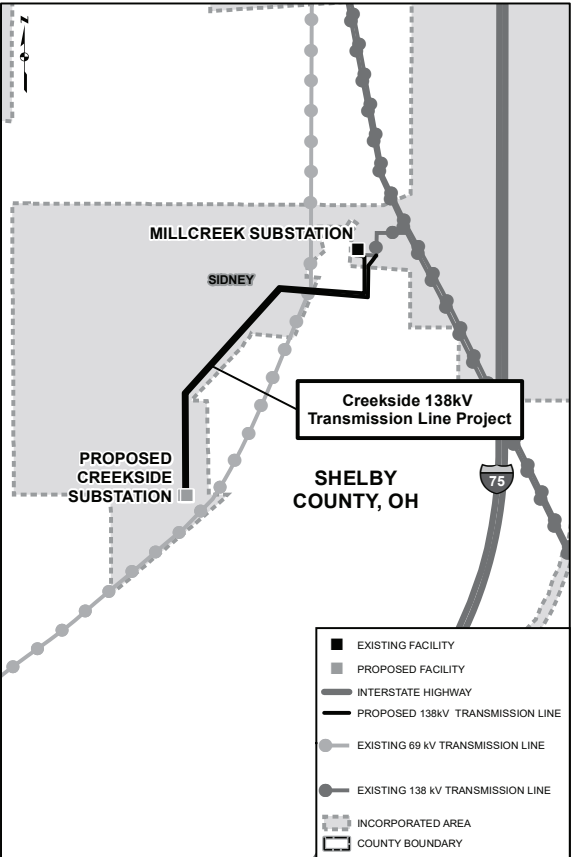 N
MILLCREEK SUBSTATION
SIDNEY
Creekside 138kV
Transmission Line Project
PROPOSED
CREEKSIDE
SUBSTATION
SHELBY
COUNTY, OH
75
EXISTING FACILITY
PROPOSED FACILITY
INTERSTATE HIGHWAY
PROPOSED 138kV TRANSMISSION LINE
EXISTING 69 kV TRANSMISSION LINE
EXISTING 138 kV TRANSMISSION LINE
INCORPORATED AREA
COUNTY BOUNDARY